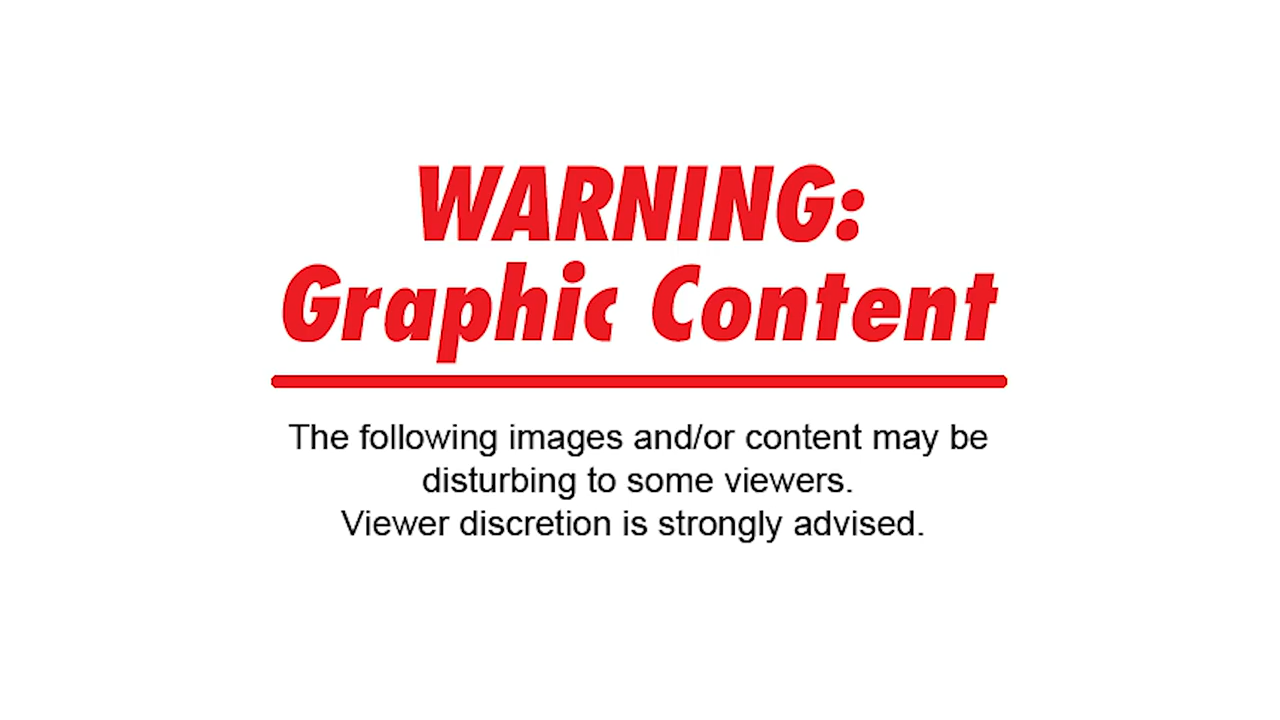 WARNING:
Graphic Content
The following images and/or content may be
disturbing to some viewers.
Viewer discretion is strongly advised.